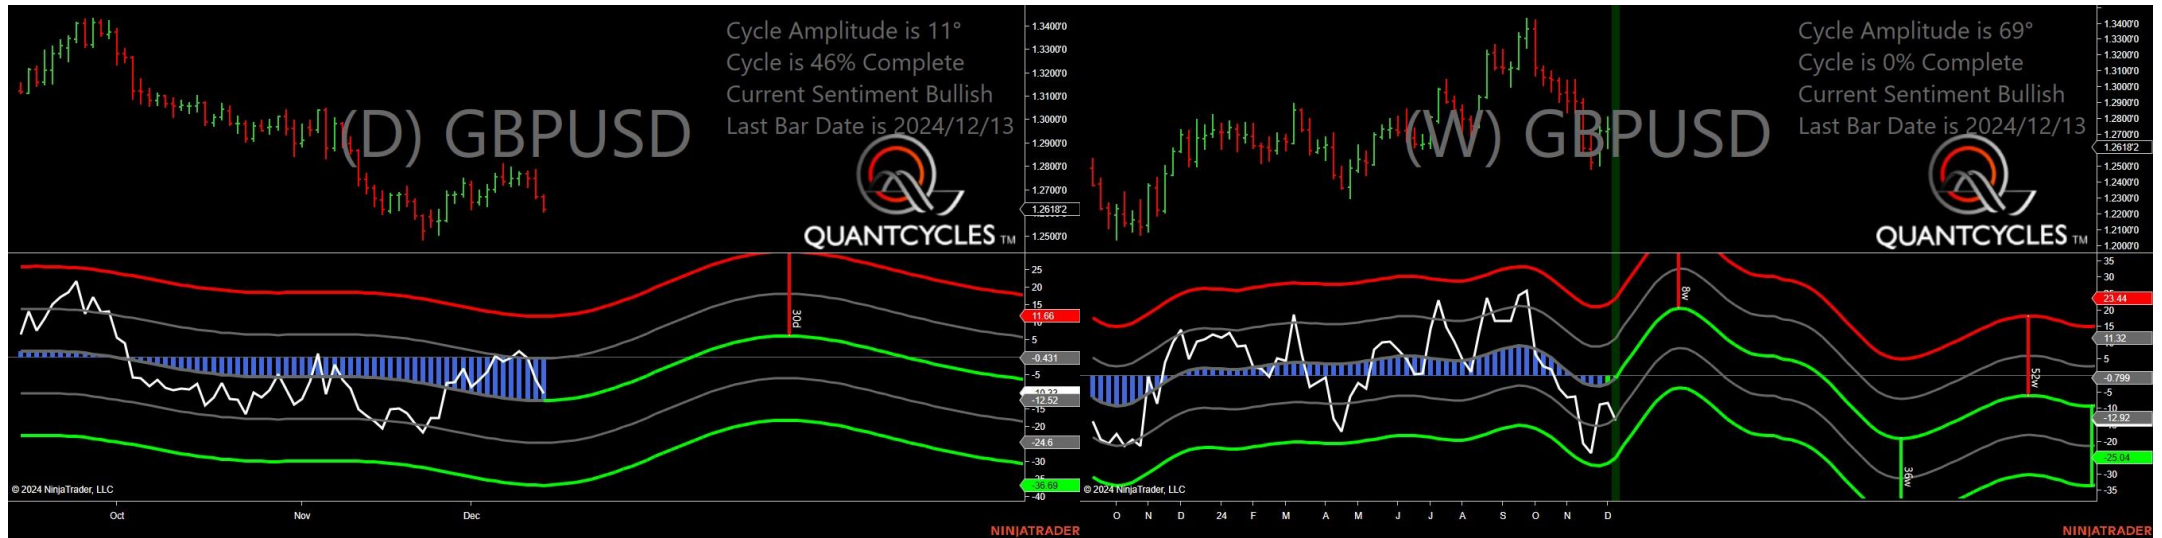 Cycle Amplitude is 11°
Cycle is 46% Complete
Current Sentiment Bullish
Last Bar Date is 2024/12/13
(D) GBPUSD
QUANTCYCLES TM
1.3400'0
1.3300'0
1.3200'0
1.3100'0
1.3000'0
1.2900'0
1.2800'0
1.2700'0
1.2618'2
1.2500'0
25
20
15
11.66
10
5
-0.431
-5
-12.52
-15
-20
-24.6
-30
-36.69
-40
30d
© 2024 NinjaTrader, LLC
Oct Nov Dec
NINJATRADER
Cycle Amplitude is 69°
Cycle is 0% Complete
Current Sentiment Bullish
Last Bar Date is 2024/12/13
(W) GBPUSD
QUANTCYCLES TM
1.3400'0
1.3300'0
1.3200'0
1.3100'0
1.3000'0
1.2900'0
1.2800'0
1.2700'0
1.2618'2
1.2500'0
1.2400'0
1.2300'0
1.2200'0
1.2100'0
1.2000'0
35
30
23.44
20
15
11.32
5
-0.799
-5
-10
-12.92
-20
-25.04
-30
-35
8w
52w
36w
© 2024 NinjaTrader, LLC
O N D 24 F M A M J J A S O N D
NINJATRADER